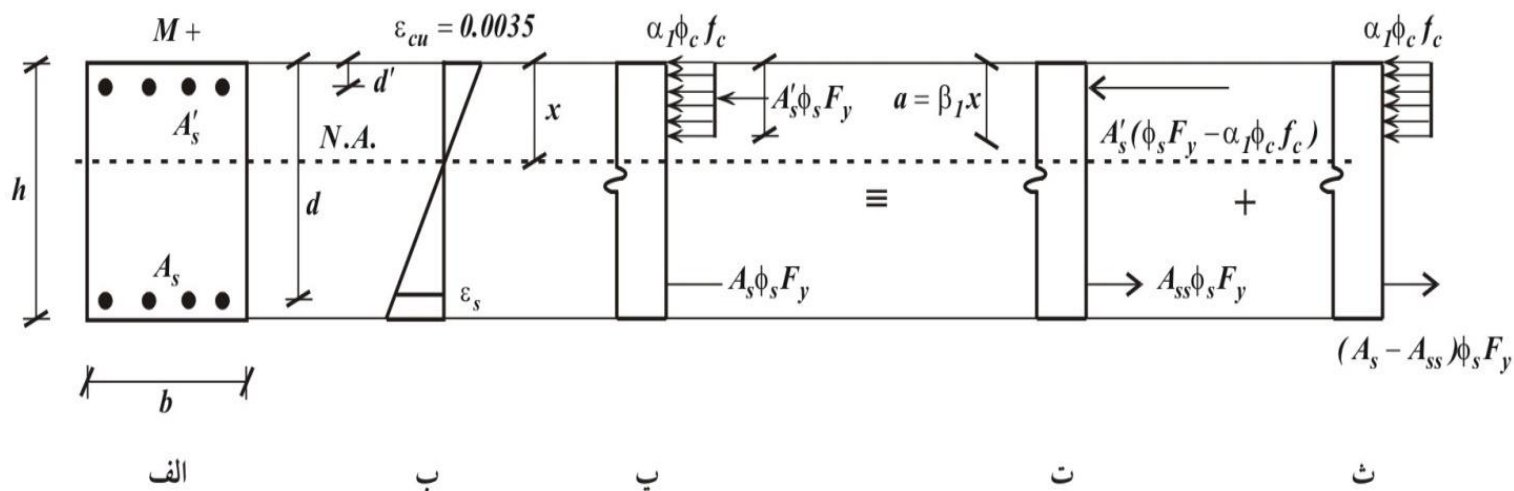 M +
ε_cu = 0.0035
α_1ϕ_c f_c
α_1ϕ_c f_c
d'
A'_s
N.A.
x
A'_sϕ_sF_y
a = β_1x
A'_s(ϕ_sF_y − α_1ϕ_c f_c)
h
d
≡
+
A_s
ε_s
A_sϕ_sF_y
A_ssϕ_sF_y
(A_s − A_ss)ϕ_sF_y
b
الف
ب
پ
ت
ث